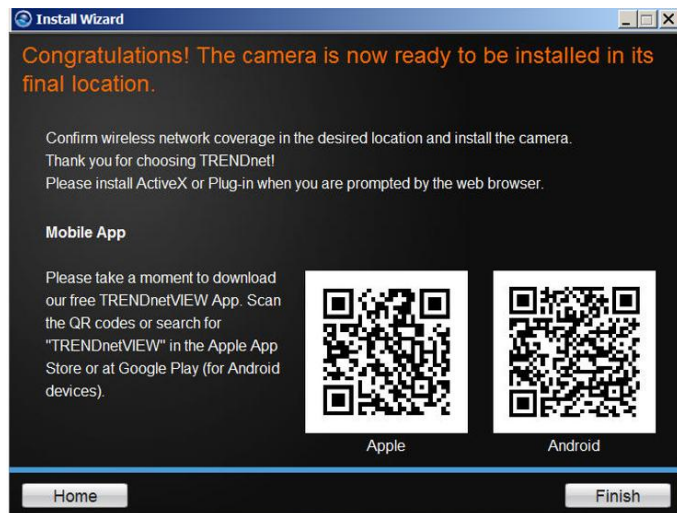 Install Wizard
Congratulations! The camera is now ready to be installed in its
final location.
Confirm wireless network coverage in the desired location and install the camera.
Thank you for choosing TRENDnet!
Please install ActiveX or Plug-in when you are prompted by the web browser.
Mobile App
Please take a moment to download
our free TRENDnetVIEW App. Scan
the QR codes or search for
"TRENDnetVIEW" in the Apple App
Store or at Google Play (for Android
devices).
Apple
Android
Home
Finish